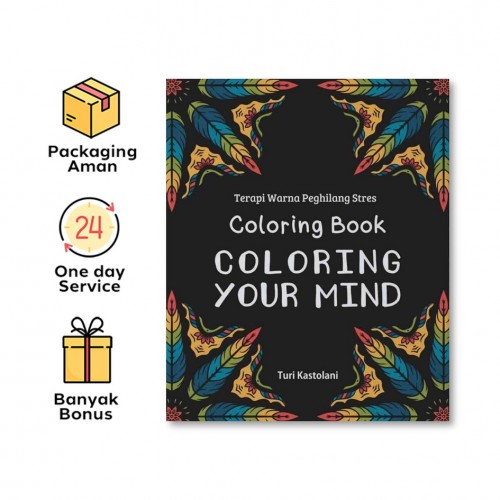 Packaging
Aman
24
One day
Service
Banyak
Bonus
Terapi Warna Peghilang Stres
Coloring Book
COLORING
YOUR MIND
Turi Kastolani